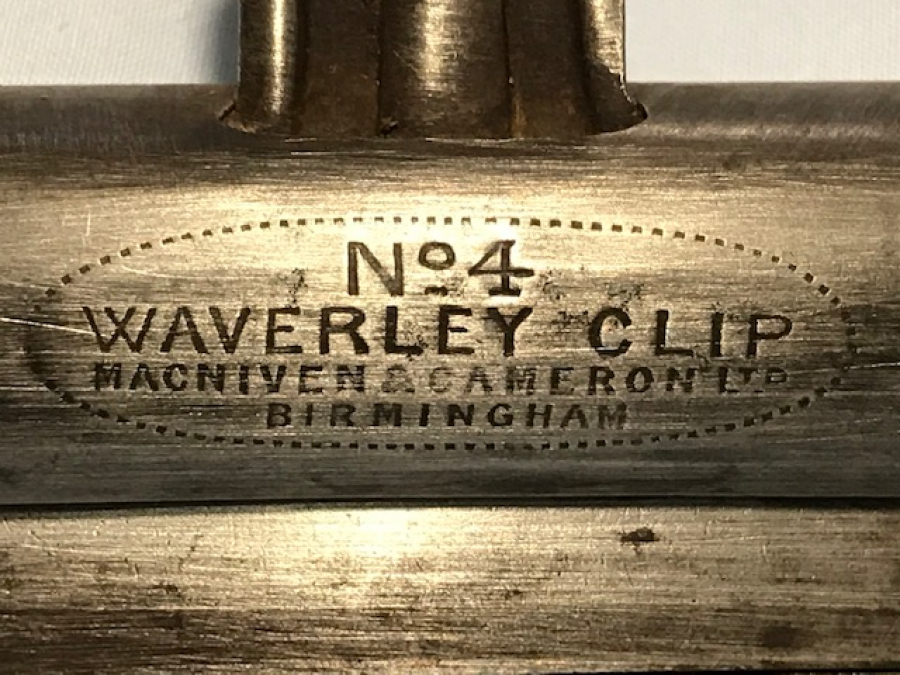 Nº4
WAVERLEY CLIP
MACNIVEN & CAMERON LTD
BIRMINGHAM